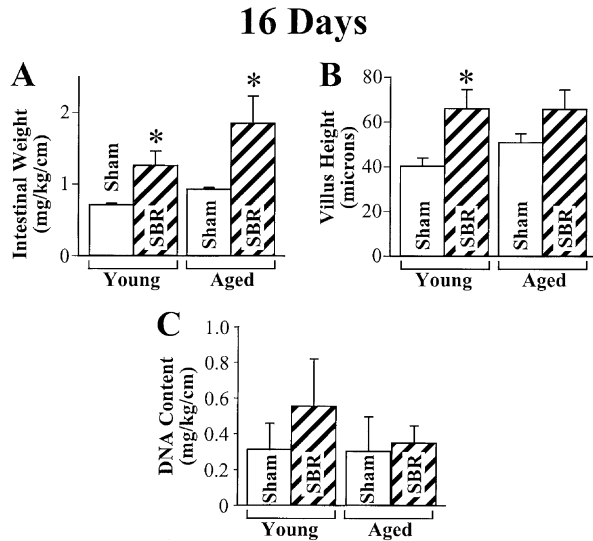 16 Days
A
Intestinal Weight
(mg/kg/cm)
2
1
0
*
*
Sham
SBR
Sham
SBR
Young
Aged
B
Villus Height
(microns)
80
60
40
20
0
*
Sham
SBR
Sham
SBR
Young
Aged
C
DNA Content
(mg/kg/cm)
1.0
0.8
0.6
0.4
0.2
0
Sham
SBR
Sham
SBR
Young
Aged